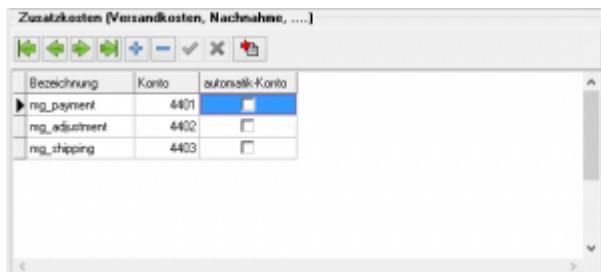 Zusatzkosten (Versandkosten, Nachnahme, ....)
Bezeichnung Konto automatik-Konto
mg_payment 4401
mg_adjustment 4402
mg_shipping 4403